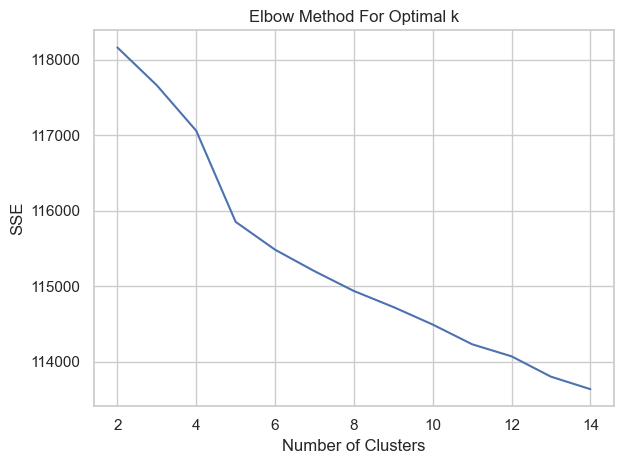 Elbow Method For Optimal k
118000
117000
116000
115000
114000
SSE
2 4 6 8 10 12 14
Number of Clusters